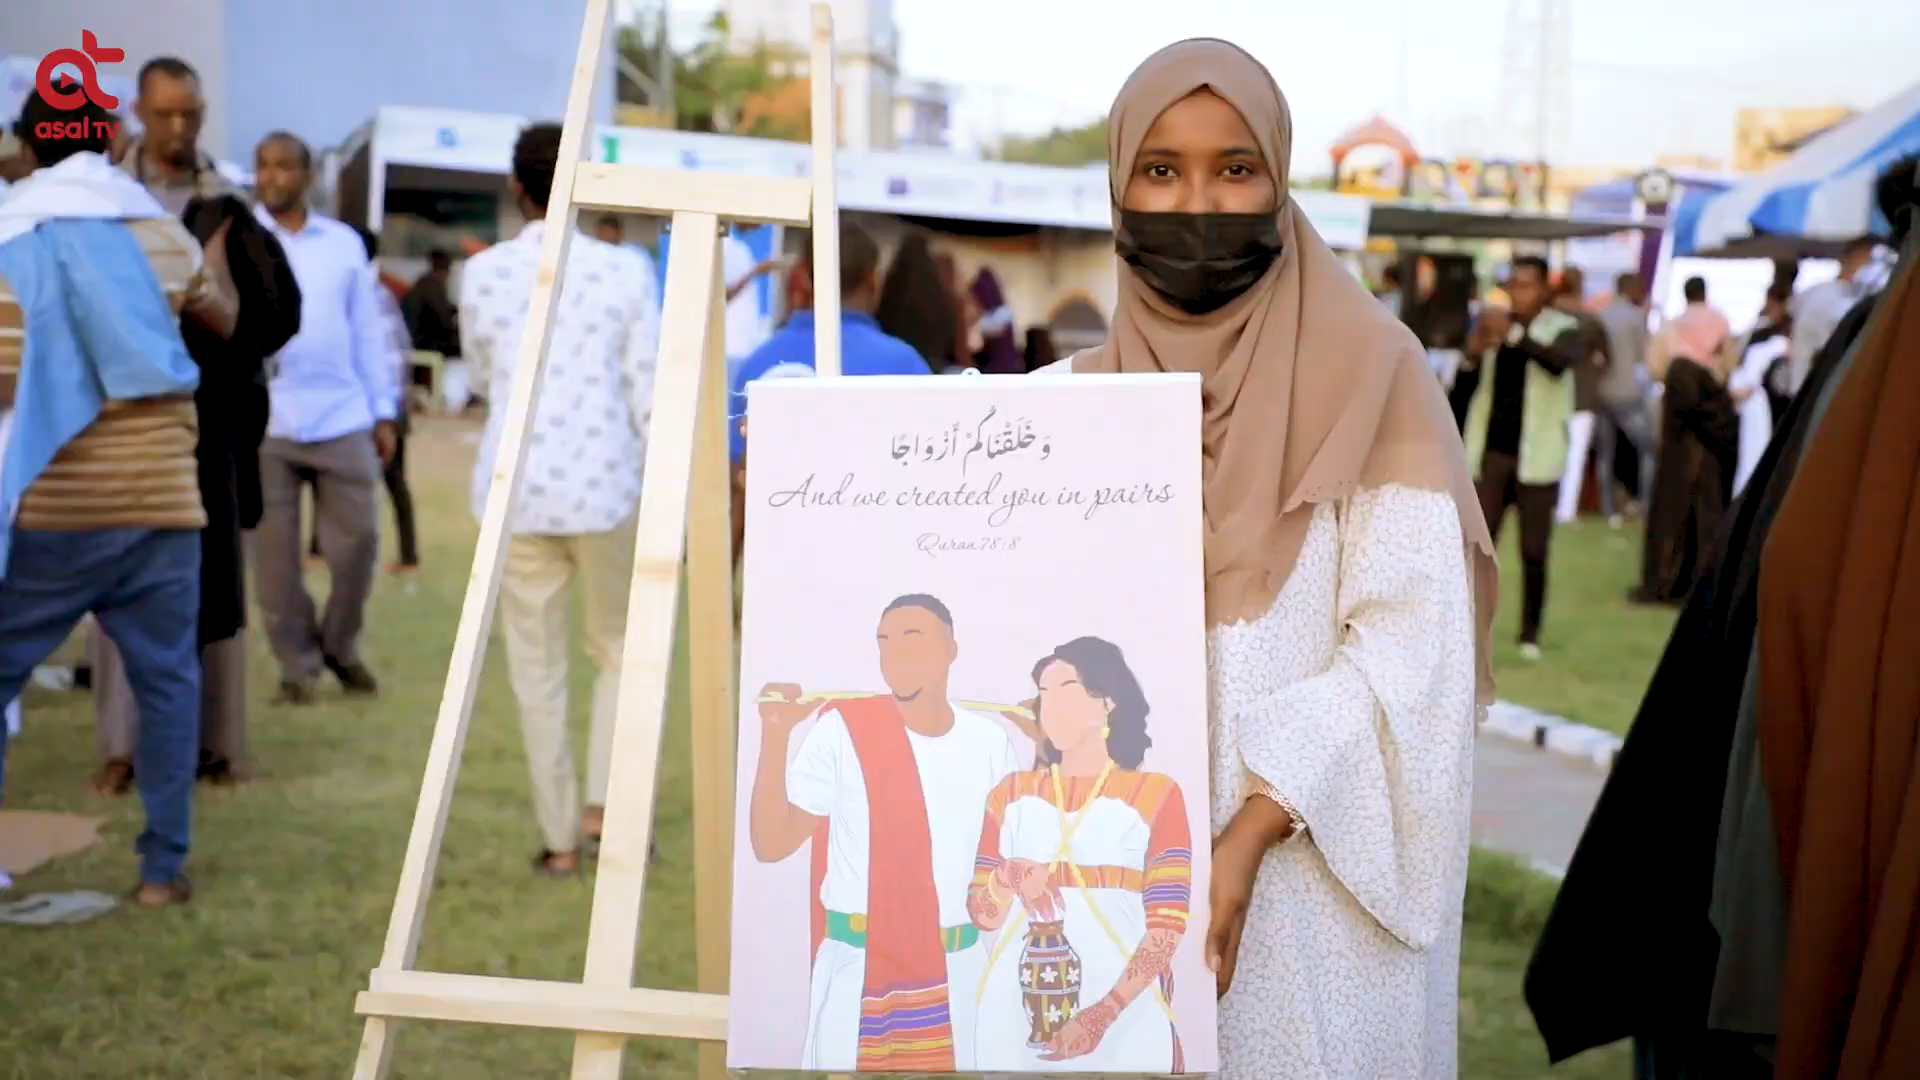 asal TV
وَخَلَقْنَاكُمْ أَزْوَاجًا
And we created you in pairs
Quran 78:8